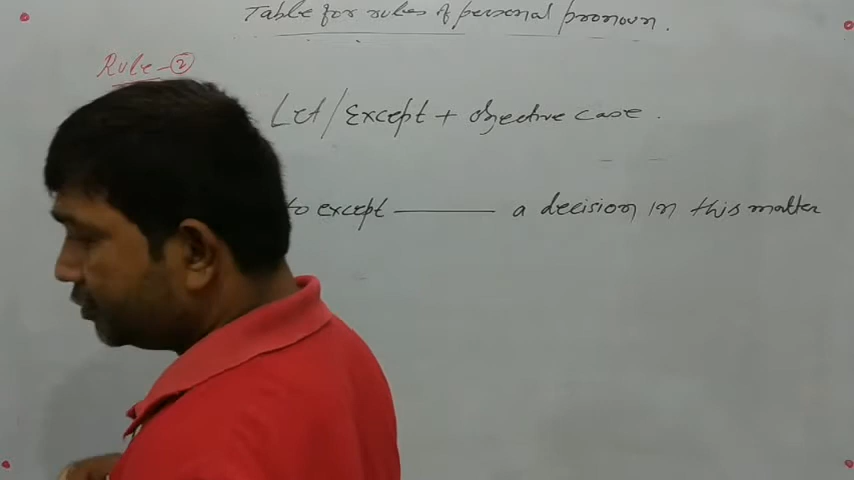 Table for rules of personal pronoun.
Rule-②
Let/Except + objective case.
to except ——— a decision in this matter